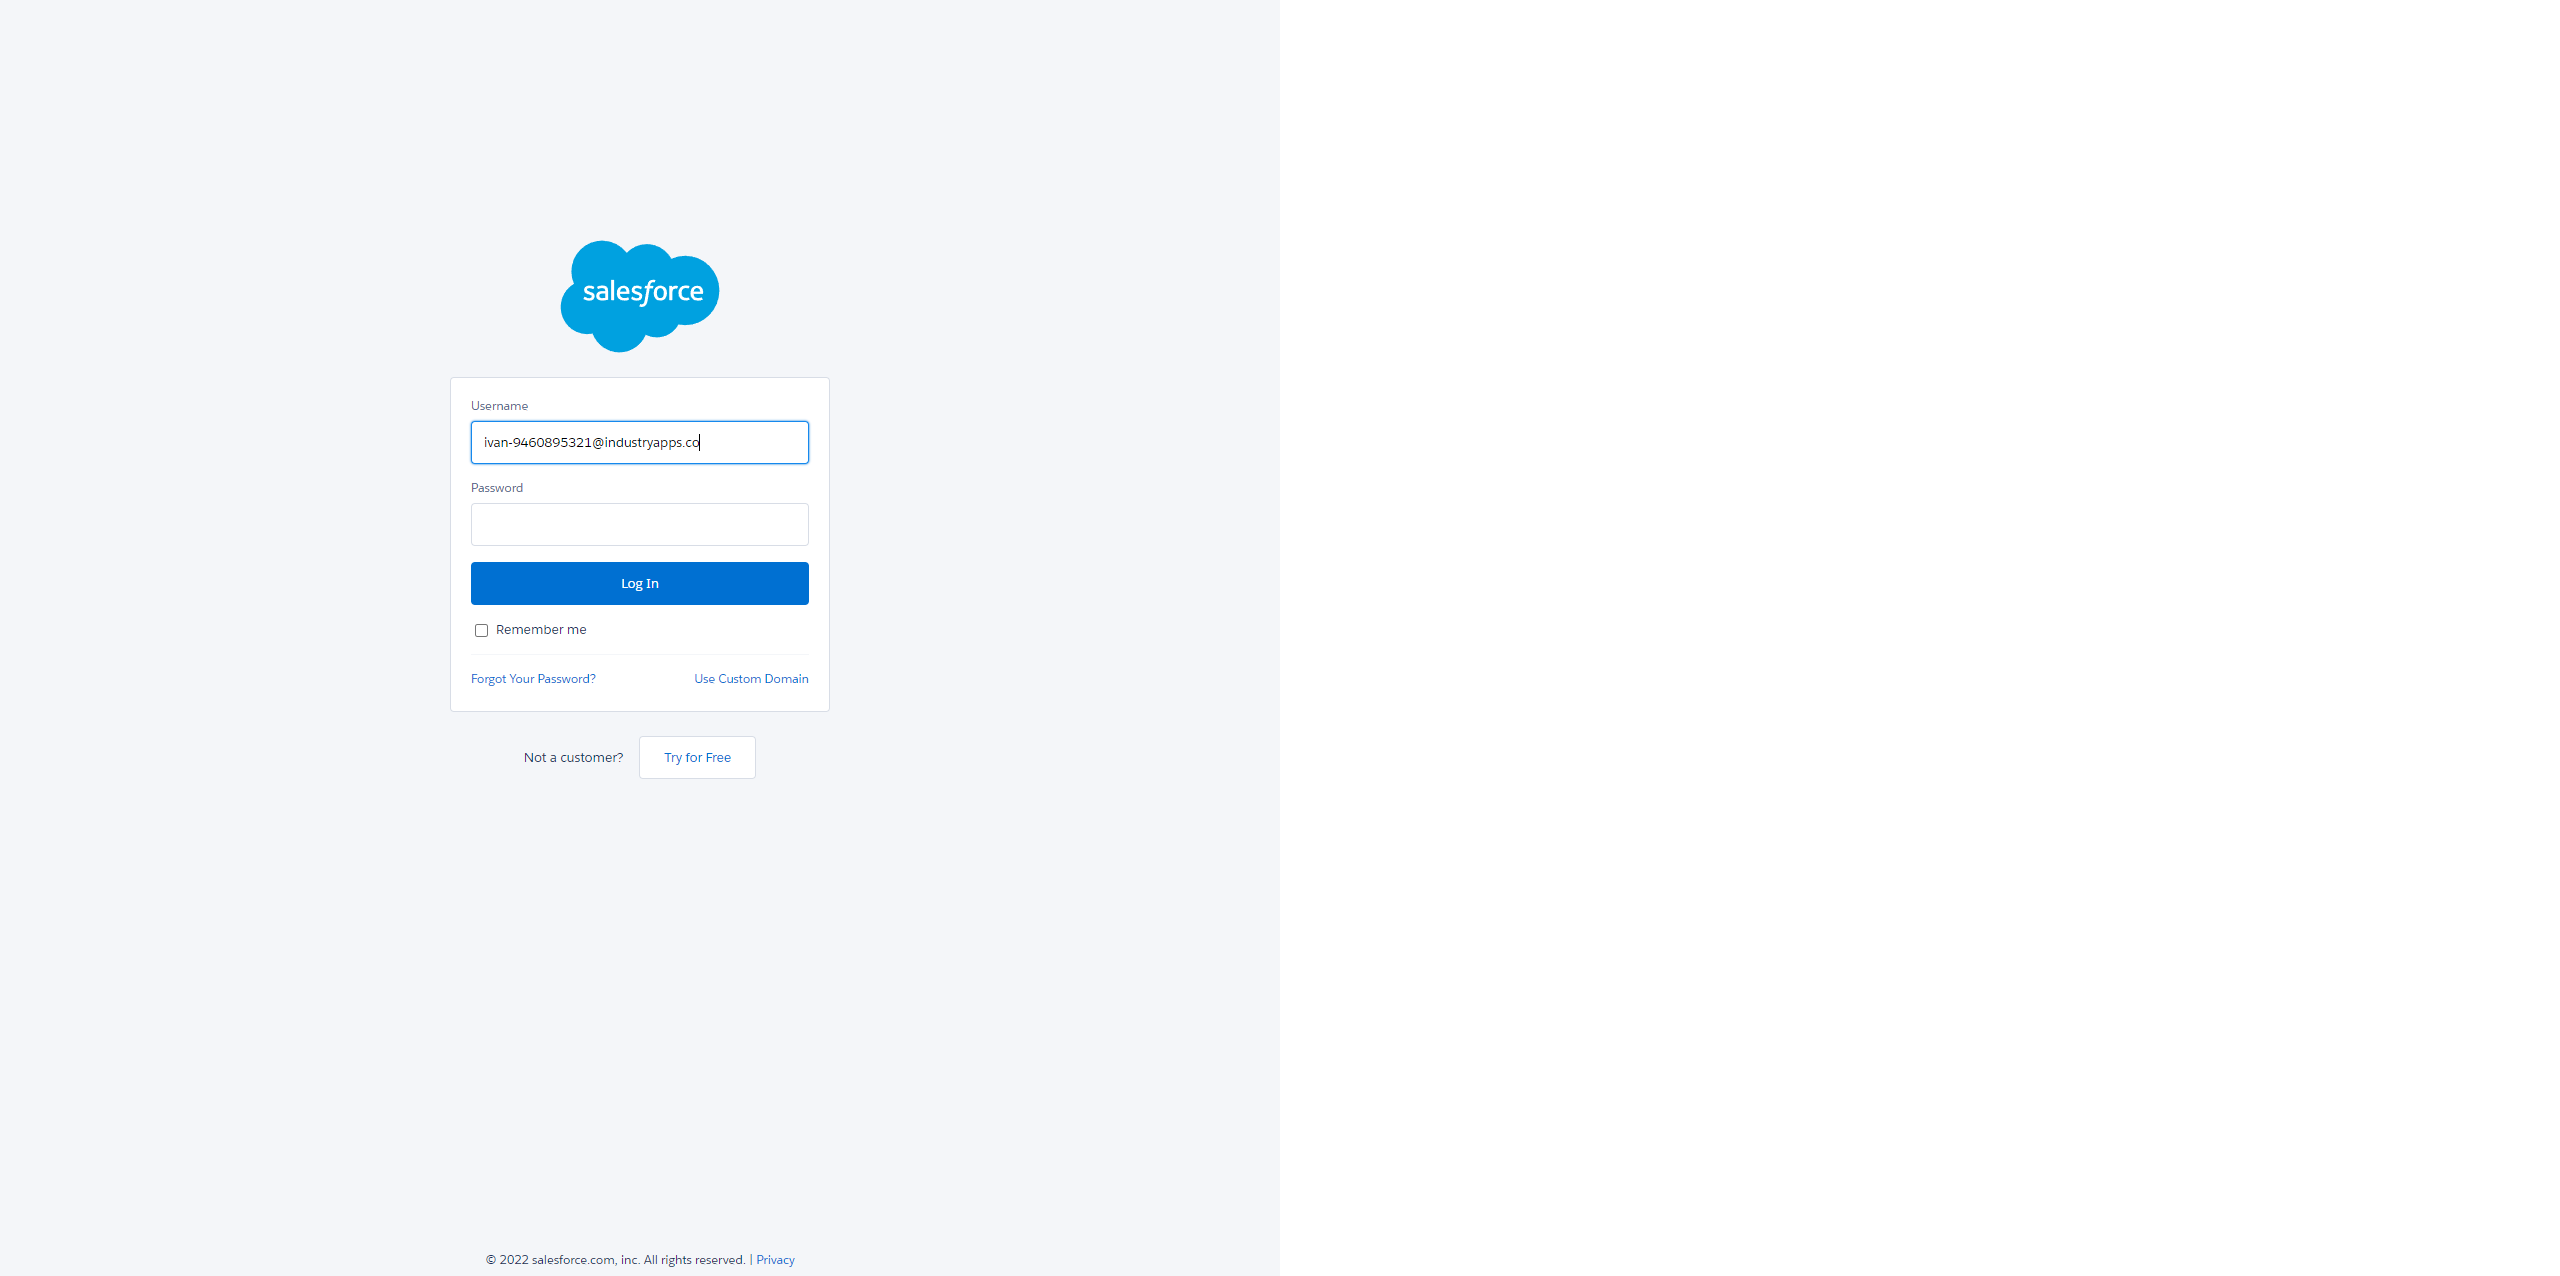 salesforce
Username
ivan-9460895321@industryapps.co
Password
Log In
Remember me
Forgot Your Password?
Use Custom Domain
Not a customer?
Try for Free
© 2022 salesforce.com, inc. All rights reserved. | Privacy